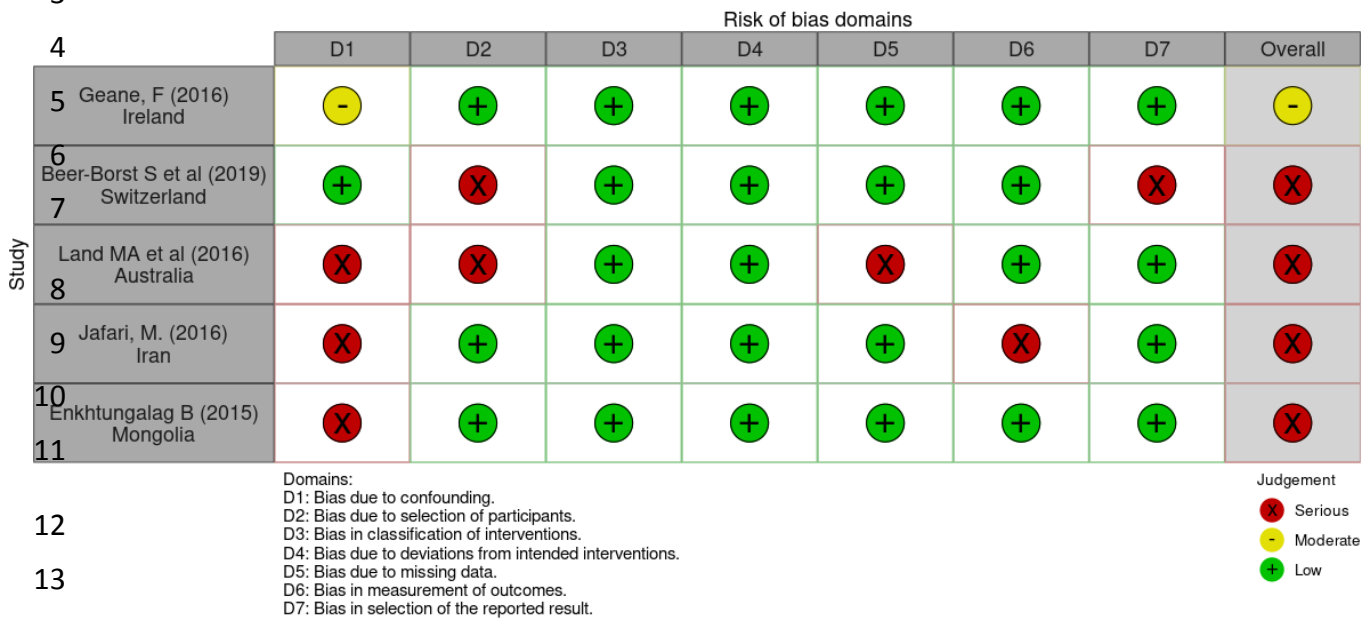 Risk of bias domains
4 D1 D2 D3 D4 D5 D6 D7 Overall
5 Geane, F (2016)
Ireland
- + + + + + + -
6
Beer-Borst S et al (2019)
Switzerland
+ X + + + + X X
7
Study
Land MA et al (2016)
Australia
X X + + X + + X
8
9 Jafari, M. (2016)
Iran
X + + + + X + X
10
Enkhtungalag B (2015)
Mongolia
X + + + + + + X
11
Domains:
D1: Bias due to confounding.
D2: Bias due to selection of participants.
D3: Bias in classification of interventions.
D4: Bias due to deviations from intended interventions.
D5: Bias due to missing data.
D6: Bias in measurement of outcomes.
D7: Bias in selection of the reported result.
12
13
Judgement
X Serious
- Moderate
+ Low